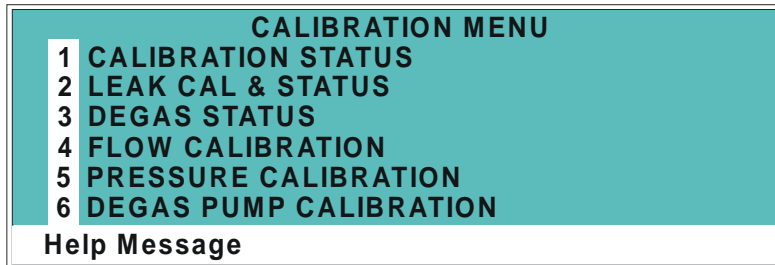 CALIBRATION MENU
1 CALIBRATION STATUS
2 LEAK CAL & STATUS
3 DEGAS STATUS
4 FLOW CALIBRATION
5 PRESSURE CALIBRATION
6 DEGAS PUMP CALIBRATION
Help Message